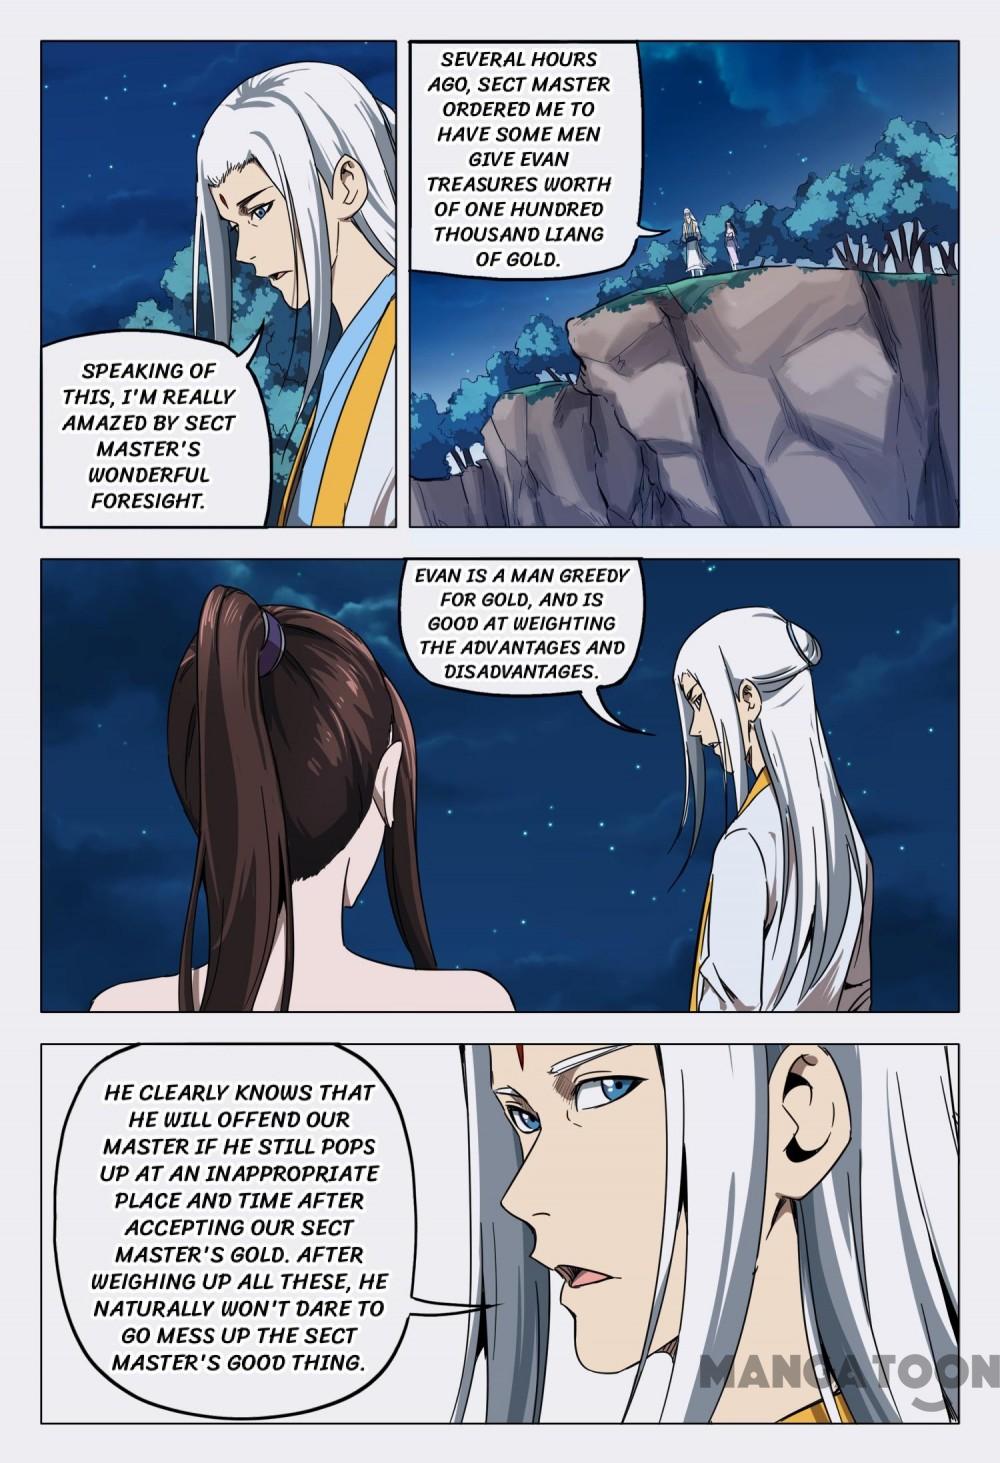 SPEAKING OF
THIS, I'M REALLY
AMAZED BY SECT
MASTER'S
WONDERFUL
FORESIGHT.
SEVERAL HOURS
AGO, SECT MASTER
ORDERED ME TO
HAVE SOME MEN
GIVE EVAN
TREASURES WORTH
OF ONE HUNDRED
THOUSAND LIANG
OF GOLD.
EVAN IS A MAN GREEDY
FOR GOLD, AND IS
GOOD AT WEIGHTING
THE ADVANTAGES AND
DISADVANTAGES.
HE CLEARLY KNOWS THAT
HE WILL OFFEND OUR
MASTER IF HE STILL POPS
UP AT AN INAPPROPRIATE
PLACE AND TIME AFTER
ACCEPTING OUR SECT
MASTER'S GOLD. AFTER
WEIGHING UP ALL THESE, HE
NATURALLY WON'T DARE TO
GO MESS UP THE SECT
MASTER'S GOOD THING.
MANGATOON